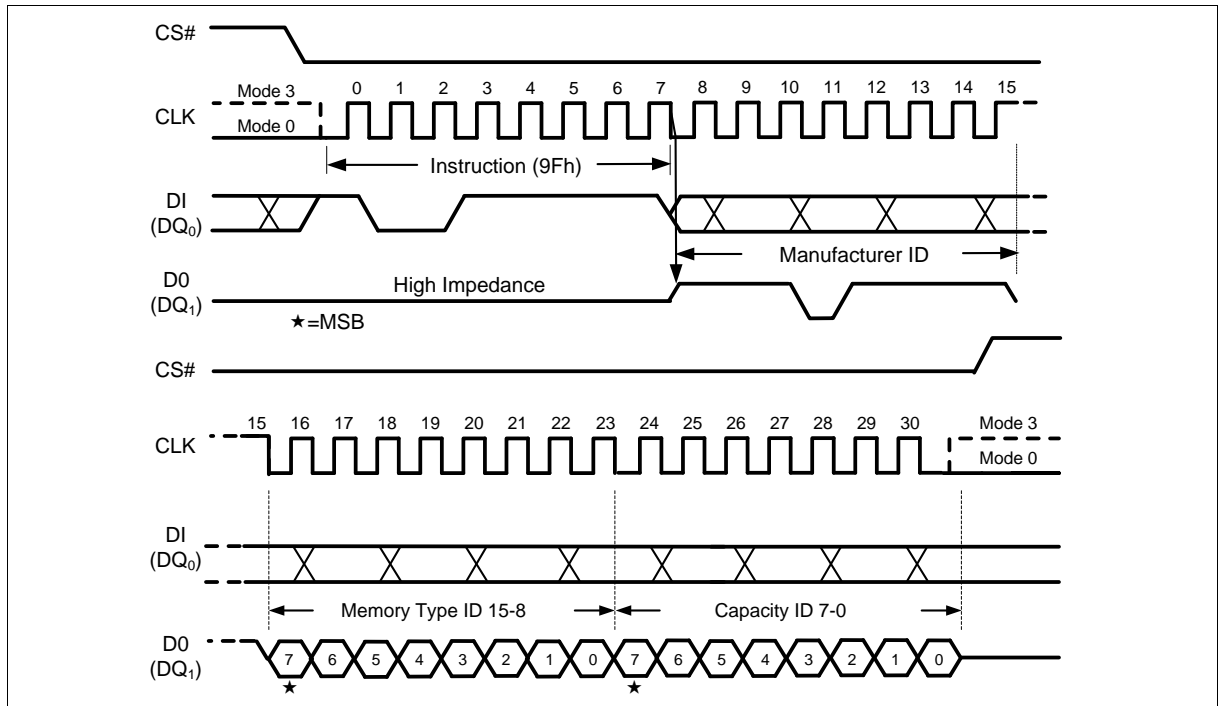 CS#
0 1 2 3 4 5 6 7 8 9 10 11 12 13 14 15
Mode 3
CLK
Mode 0
Instruction (9Fh)
DI
(DQ0)
Manufacturer ID
D0
(DQ1)
High Impedance
★=MSB
CS#
15 16 17 18 19 20 21 22 23 24 25 26 27 28 29 30
Mode 3
CLK
Mode 0
DI
(DQ0)
Memory Type ID 15-8 Capacity ID 7-0
D0
(DQ1)
7 6 5 4 3 2 1 0 7 6 5 4 3 2 1 0
★ ★